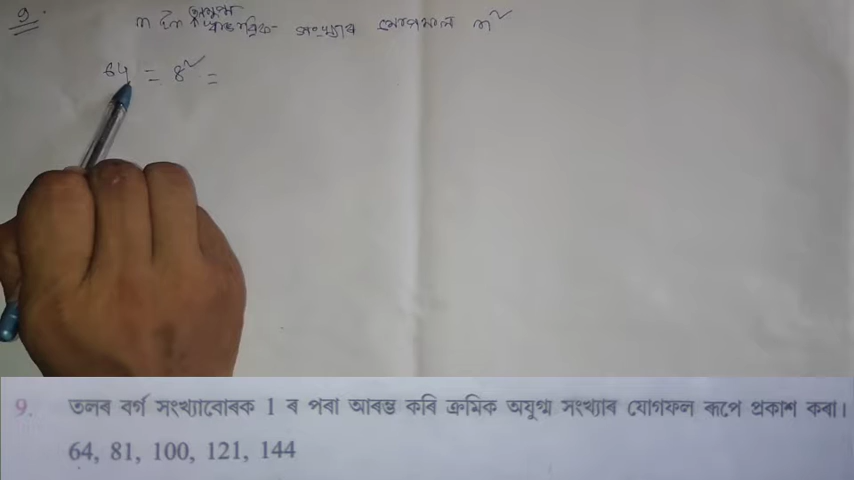 9.
n টা অযুগ্ম স্বাভাৱিক সংখ্যাৰ যোগফল n²
64 = 8² =
9. তলৰ বৰ্গ সংখ্যাবোৰক 1 ৰ পৰা আৰম্ভ কৰি ক্ৰমিক অযুগ্ম সংখ্যাৰ যোগফল ৰূপে প্ৰকাশ কৰা।
64, 81, 100, 121, 144